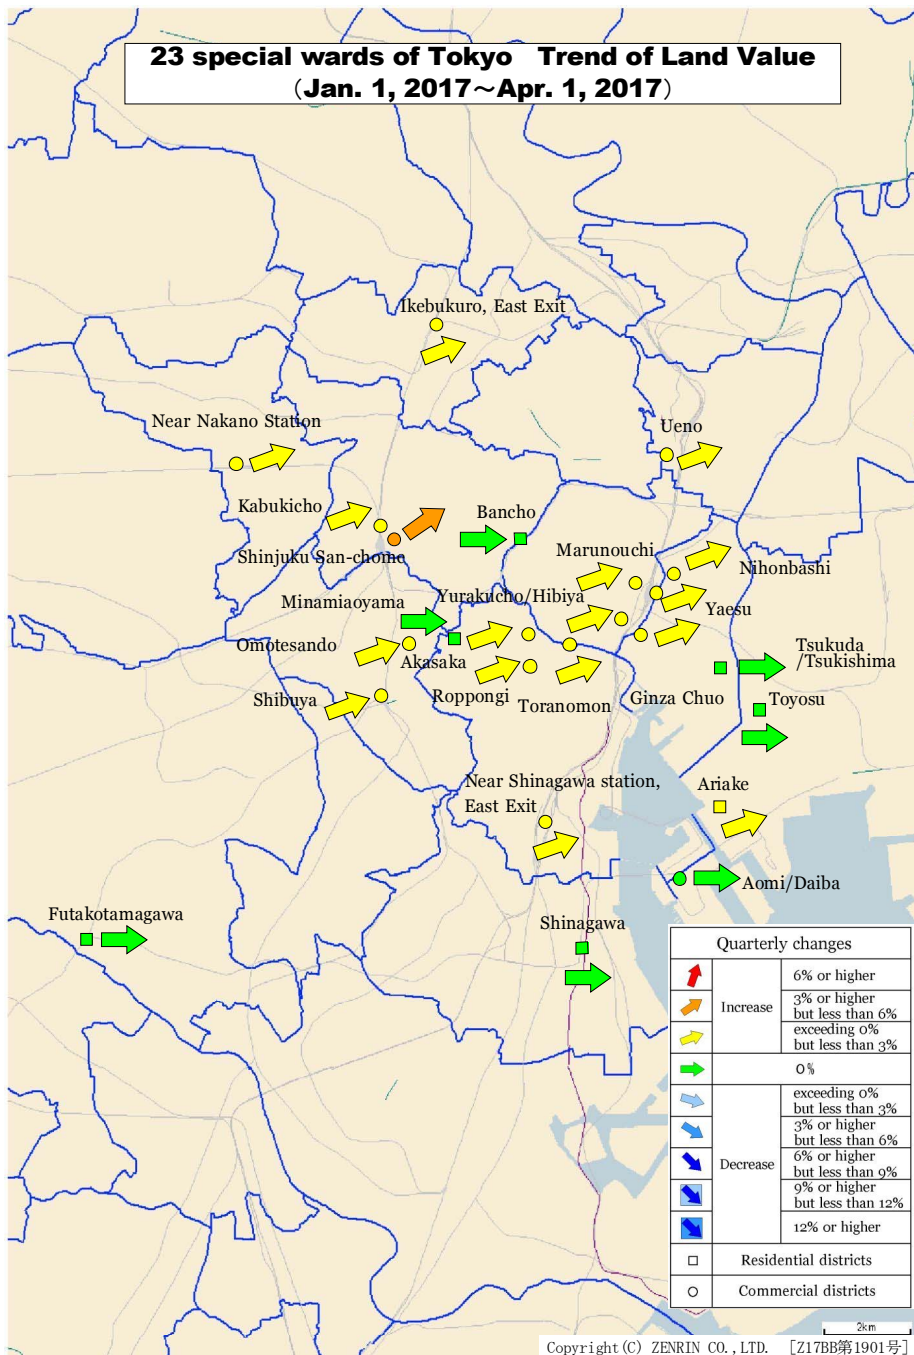 23 special wards of Tokyo Trend of Land Value
（Jan. 1, 2017～Apr. 1, 2017）
Ikebukuro, East Exit
Near Nakano Station
Ueno
Kabukicho
Bancho
Shinjuku San-chome
Marunouchi
Nihonbashi
Minamiaoyama
Yurakucho/Hibiya
Yaesu
Omotesando
Akasaka
Tsukuda
/Tsukishima
Shibuya
Roppongi
Toranomon
Ginza Chuo
Toyosu
Near Shinagawa station,
East Exit
Ariake
Aomi/Daiba
Futakotamagawa
Shinagawa
Quarterly changes
Increase
6% or higher
3% or higher
but less than 6%
exceeding 0%
but less than 3%
0%
Decrease
exceeding 0%
but less than 3%
3% or higher
but less than 6%
6% or higher
but less than 9%
9% or higher
but less than 12%
12% or higher
Residential districts
Commercial districts
2km
Copyright(C) ZENRIN CO.,LTD. [Z17BB第1901号]